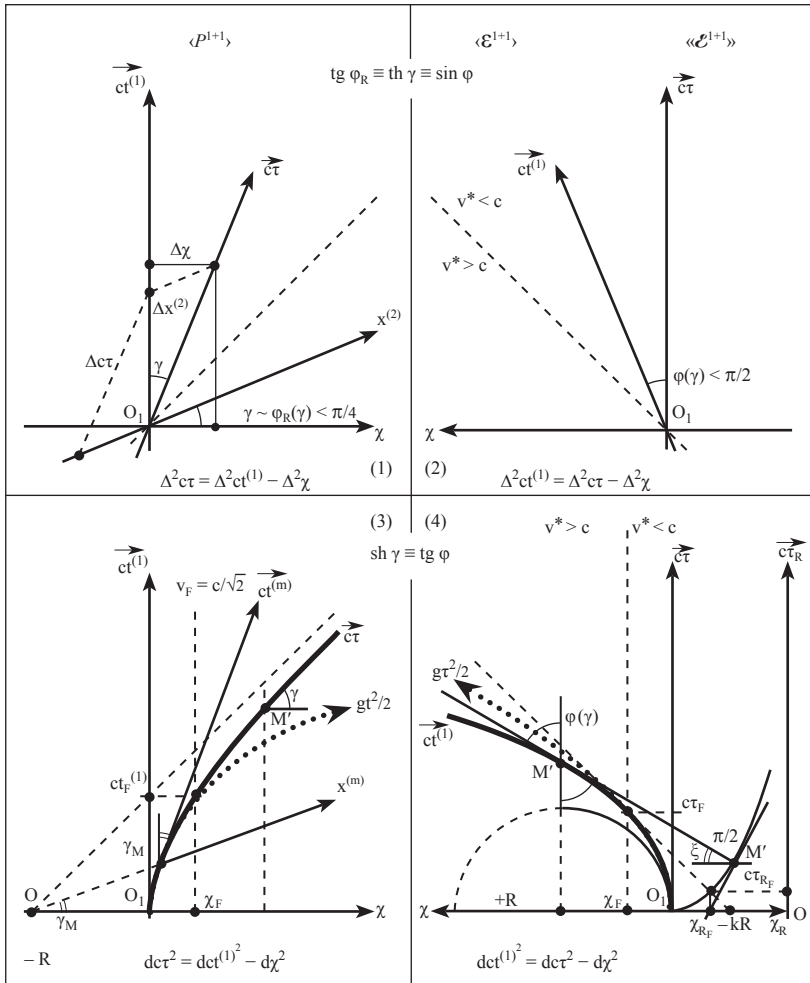 ‹P¹⁺¹›
‹ℇ¹⁺¹› «ℰ¹⁺¹»
tg φ_R ≡ th γ ≡ sin φ
ct⁽¹⁾
cτ
Δχ
Δx⁽²⁾
x⁽²⁾
Δcτ
γ
O₁
γ ~ φ_R(γ) < π/4
χ
(1)
Δ²cτ = Δ²ct⁽¹⁾ – Δ²χ
cτ
ct⁽¹⁾
v* < c
v* > c
φ(γ) < π/2
O₁
χ
(2)
Δ²ct⁽¹⁾ = Δ²cτ – Δ²χ
(3)
(4)
sh γ ≡ tg φ
ct⁽¹⁾
v_F = c/√2
ct⁽ᵐ⁾
cτ
γ
M′
gt²/2
ct_F⁽¹⁾
x⁽ᵐ⁾
γ_M
O
O₁
γ_M
χ_F
χ
– R
dcτ² = dct⁽¹⁾² – dχ²
v* > c
v* < c
cτ
cτ_R
gτ²/2
φ(γ)
ct⁽¹⁾
M′
cτ_F
π/2
ξ
M′
cτ_R_F
O₁
χ
+R
χ_F
χ_R_F
–kR
χ_R
O
dct⁽¹⁾² = dcτ² – dχ²